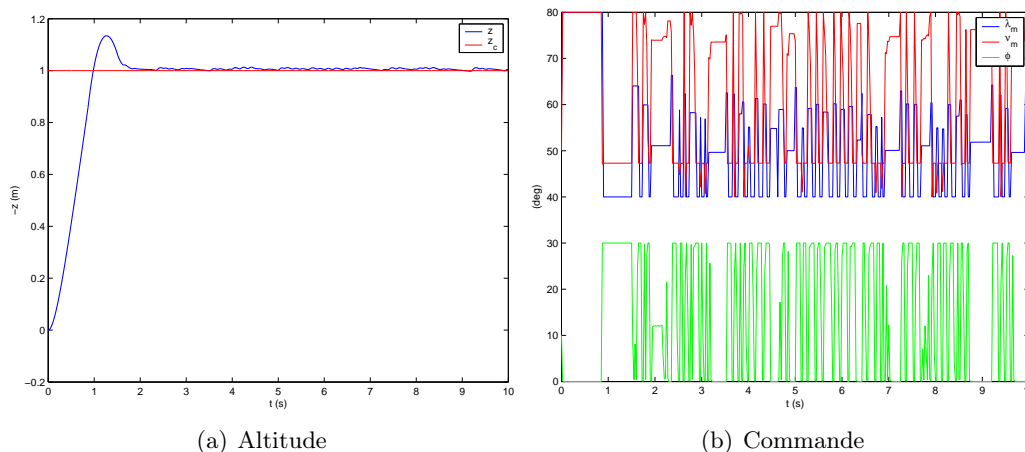 1.2
1
0.8
0.6
0.4
0.2
0
−0.2
−z (m)
0 1 2 3 4 5 6 7 8 9 10
t (s)
z
z_c
(a) Altitude
80
70
60
50
40
30
20
10
0
(deg)
0 1 2 3 4 5 6 7 8 9
t (s)
λ_m
ν_m
ϕ
(b) Commande